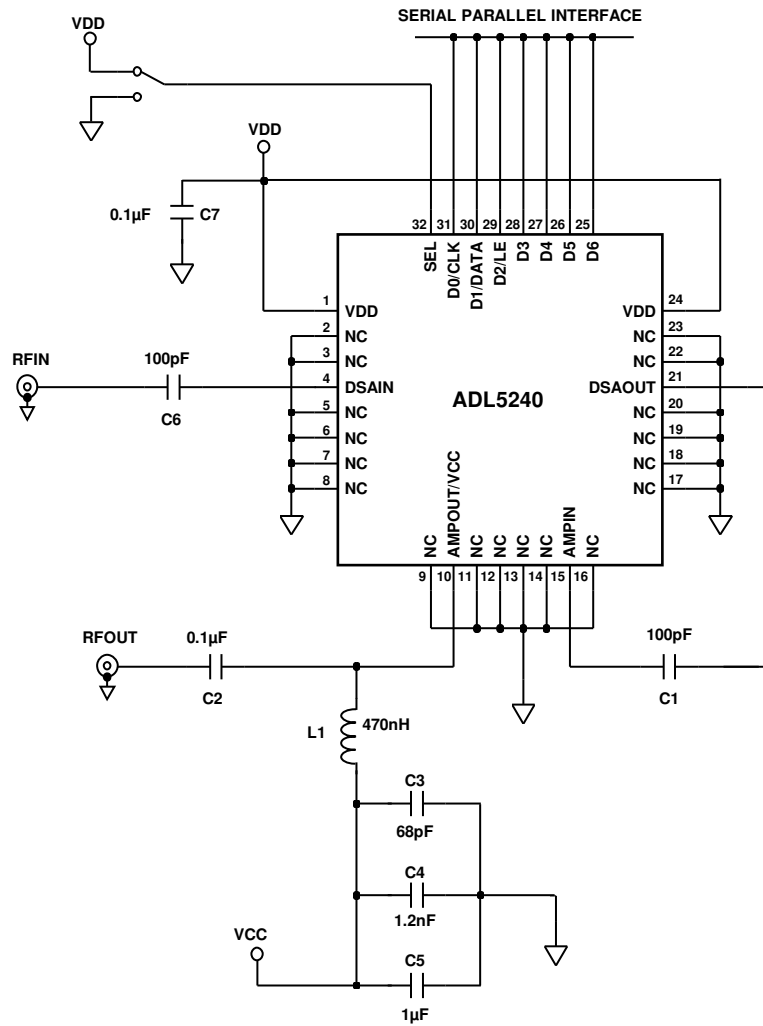 SERIAL PARALLEL INTERFACE
VDD
VDD
0.1µF
C7
32 31 30 29 28 27 26 25
SEL
D0/CLK
D1/DATA
D2/LE
D3
D4
D5
D6
1 VDD
2 NC
3 NC
4 DSAIN
5 NC
6 NC
7 NC
8 NC
RFIN
100pF
C6
ADL5240
VDD 24
NC 23
NC 22
DSAOUT 21
NC 20
NC 19
NC 18
NC 17
NC
AMPOUT/VCC
NC
NC
NC
NC
AMPIN
NC
9 10 11 12 13 14 15 16
RFOUT
0.1µF
C2
100pF
C1
L1
470nH
C3
68pF
C4
1.2nF
VCC
C5
1µF